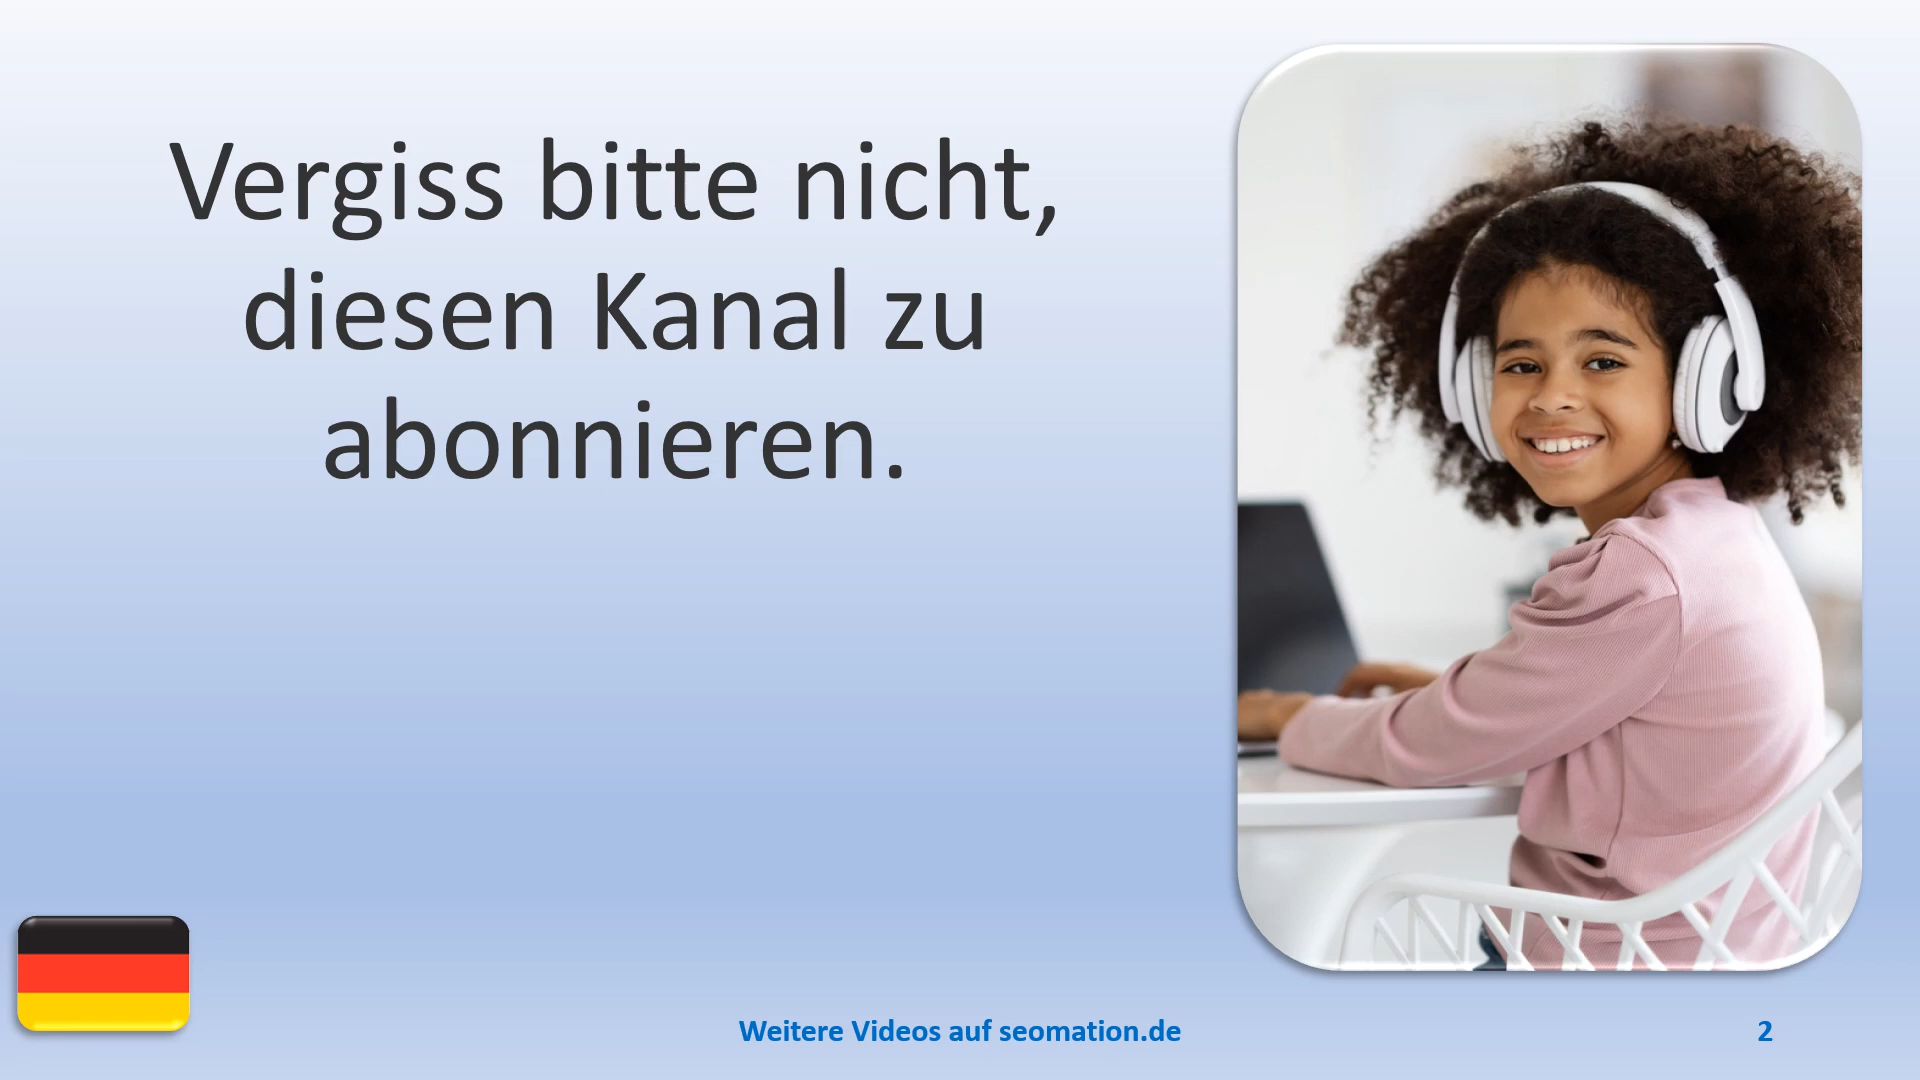 Vergiss bitte nicht,
diesen Kanal zu
abonnieren.
Weitere Videos auf seomation.de
2